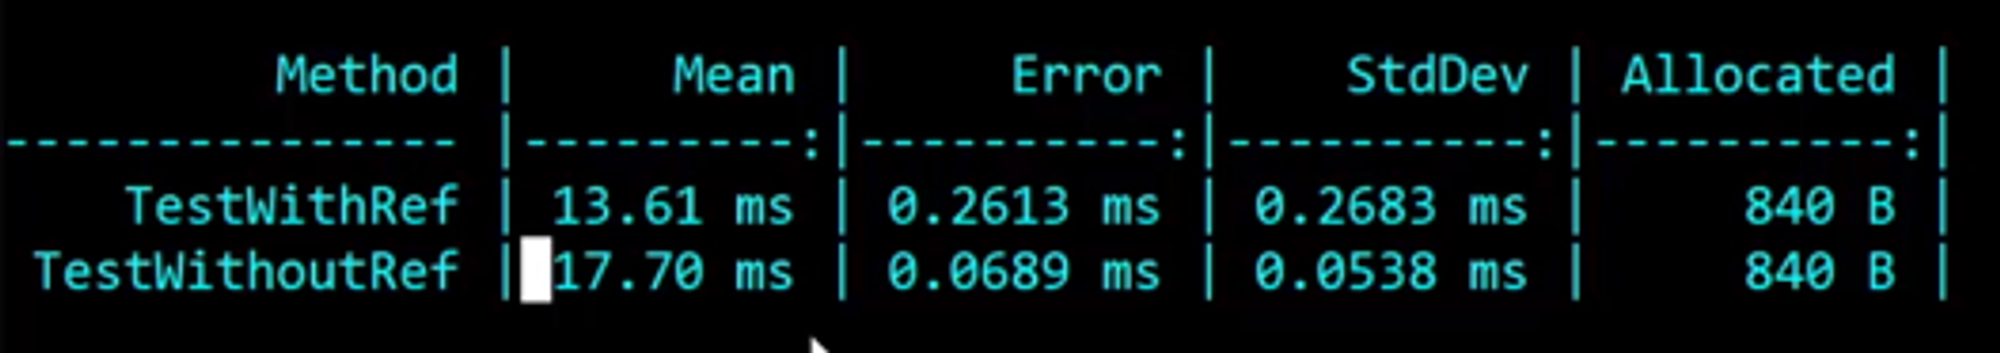 Method | Mean | Error | StdDev | Allocated |
--------------- |---------:|----------:|----------:|----------:|
TestWithRef | 13.61 ms | 0.2613 ms | 0.2683 ms | 840 B |
TestWithoutRef | 17.70 ms | 0.0689 ms | 0.0538 ms | 840 B |